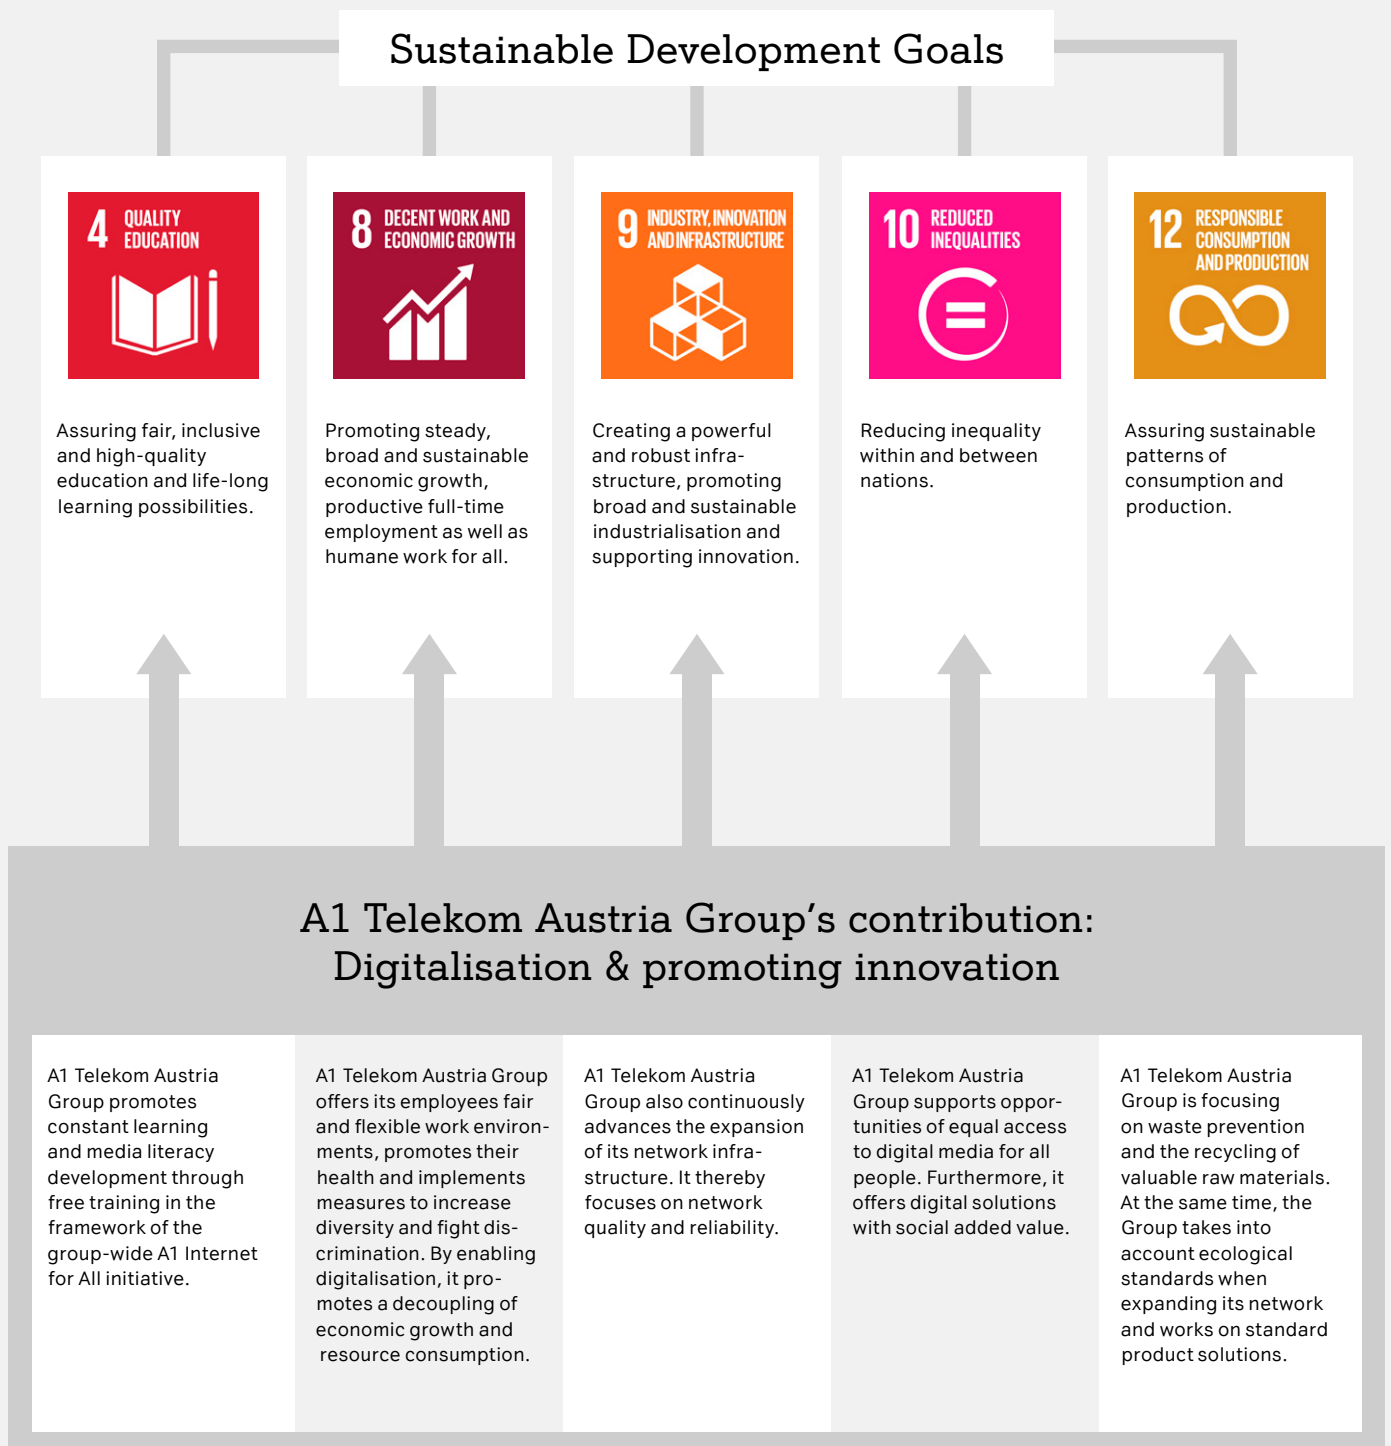 Sustainable Development Goals
4 QUALITY
EDUCATION
Assuring fair, inclusive
and high-quality
education and life-long
learning possibilities.
8 DECENT WORK AND
ECONOMIC GROWTH
Promoting steady,
broad and sustainable
economic growth,
productive full-time
employment as well as
humane work for all.
9 INDUSTRY, INNOVATION
AND INFRASTRUCTURE
Creating a powerful
and robust infra-
structure, promoting
broad and sustainable
industrialisation and
supporting innovation.
10 REDUCED
INEQUALITIES
Reducing inequality
within and between
nations.
12 RESPONSIBLE
CONSUMPTION
AND PRODUCTION
Assuring sustainable
patterns of
consumption and
production.
A1 Telekom Austria Group’s contribution:
Digitalisation & promoting innovation
A1 Telekom Austria
Group promotes
constant learning
and media literacy
development through
free training in the
framework of the
group-wide A1 Internet
for All initiative.
A1 Telekom Austria Group
offers its employees fair
and flexible work environ-
ments, promotes their
health and implements
measures to increase
diversity and fight dis-
crimination. By enabling
digitalisation, it pro-
motes a decoupling of
economic growth and
resource consumption.
A1 Telekom Austria
Group also continuously
advances the expansion
of its network infra-
structure. It thereby
focuses on network
quality and reliability.
A1 Telekom Austria
Group supports oppor-
tunities of equal access
to digital media for all
people. Furthermore, it
offers digital solutions
with social added value.
A1 Telekom Austria
Group is focusing
on waste prevention
and the recycling of
valuable raw materials.
At the same time, the
Group takes into
account ecological
standards when
expanding its network
and works on standard
product solutions.